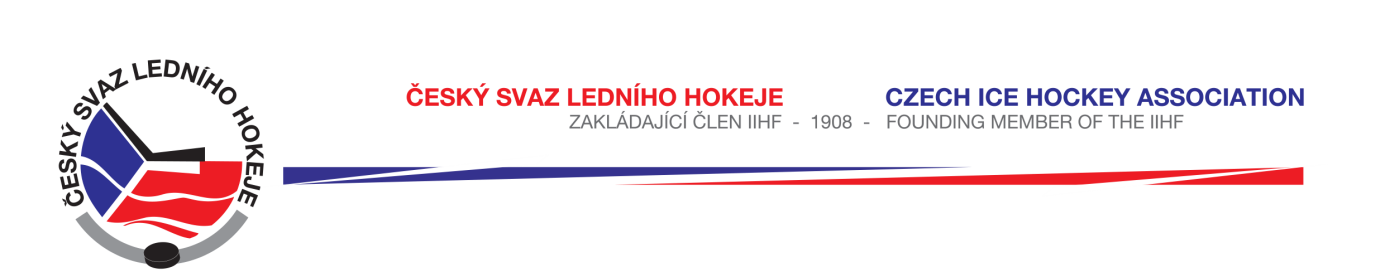 ČESKÝ SVAZ LEDNÍHO HOKEJE
ČESKÝ SVAZ LEDNÍHO HOKEJE CZECH ICE HOCKEY ASSOCIATION
ZAKLÁDAJÍCÍ ČLEN IIHF - 1908 - FOUNDING MEMBER OF THE IIHF